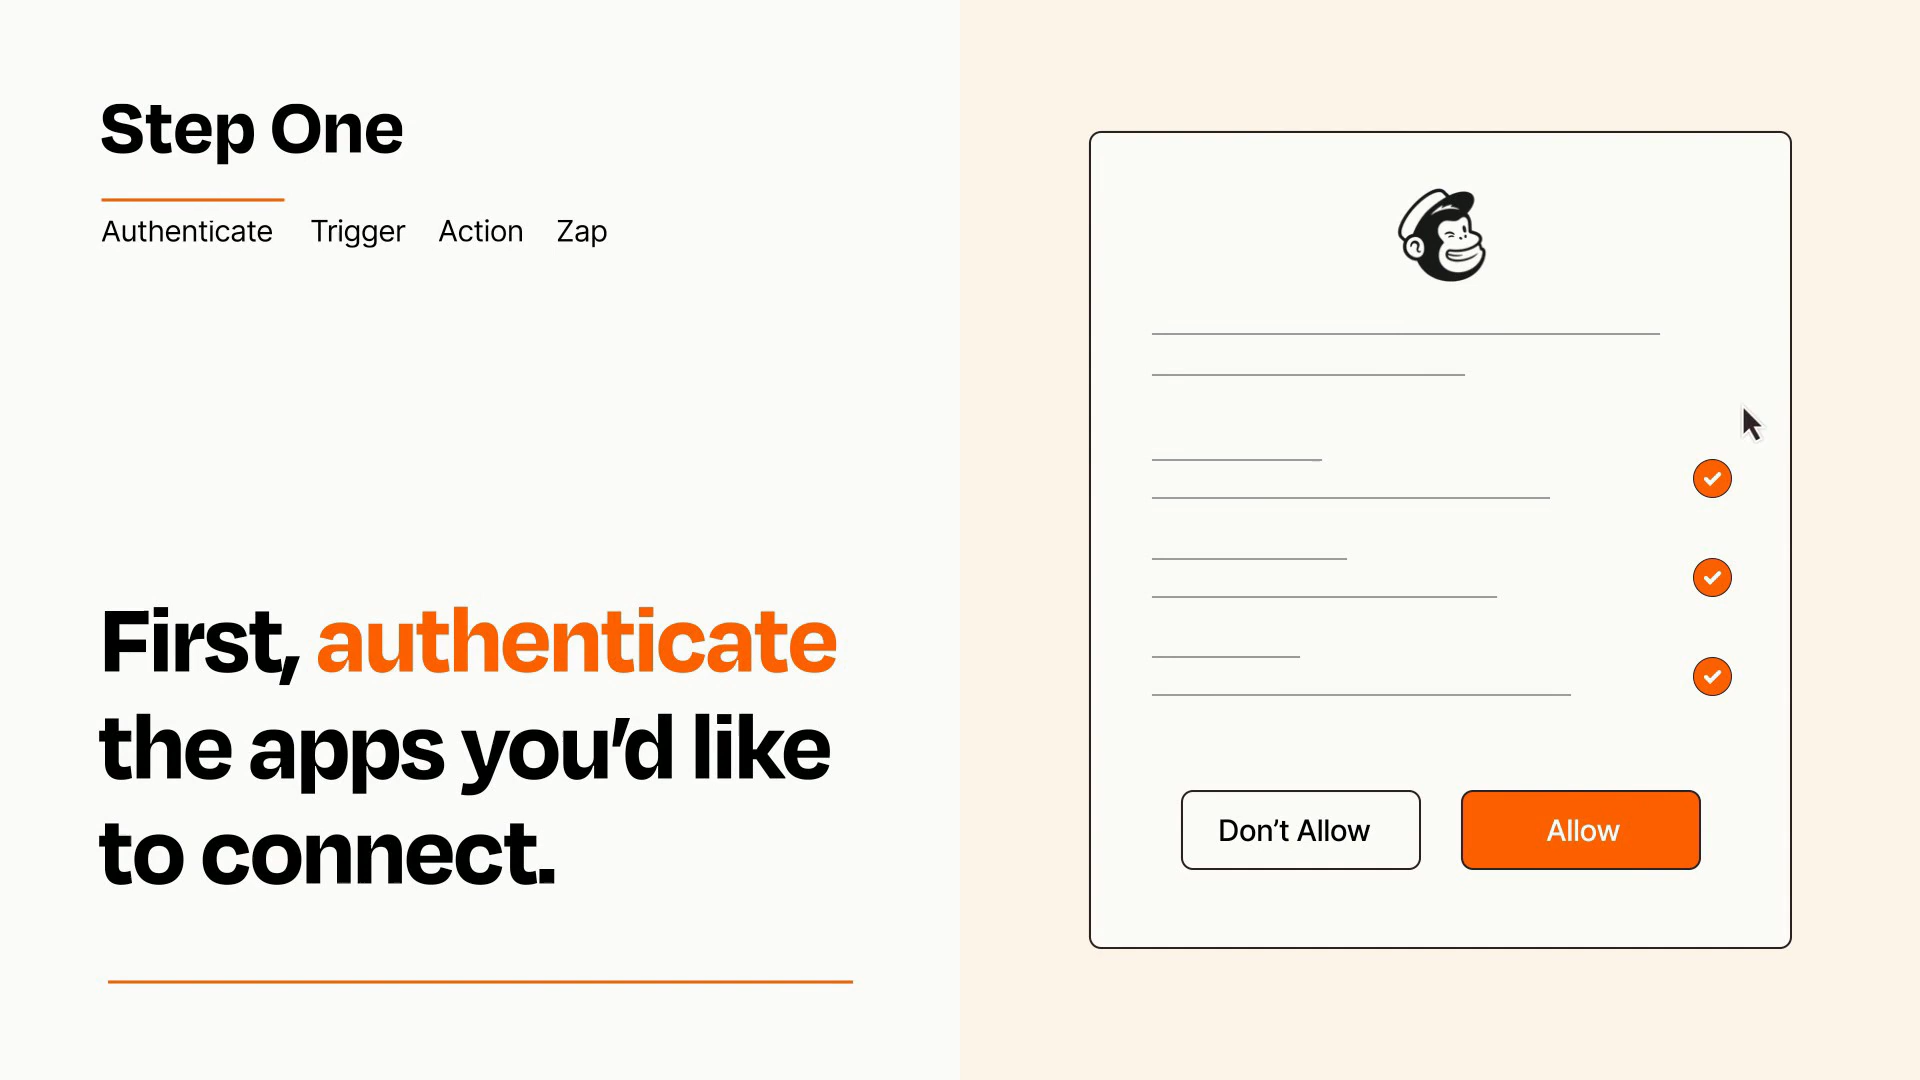 Step One
Authenticate Trigger Action Zap
First, authenticate
the apps you’d like
to connect.
Don’t Allow Allow